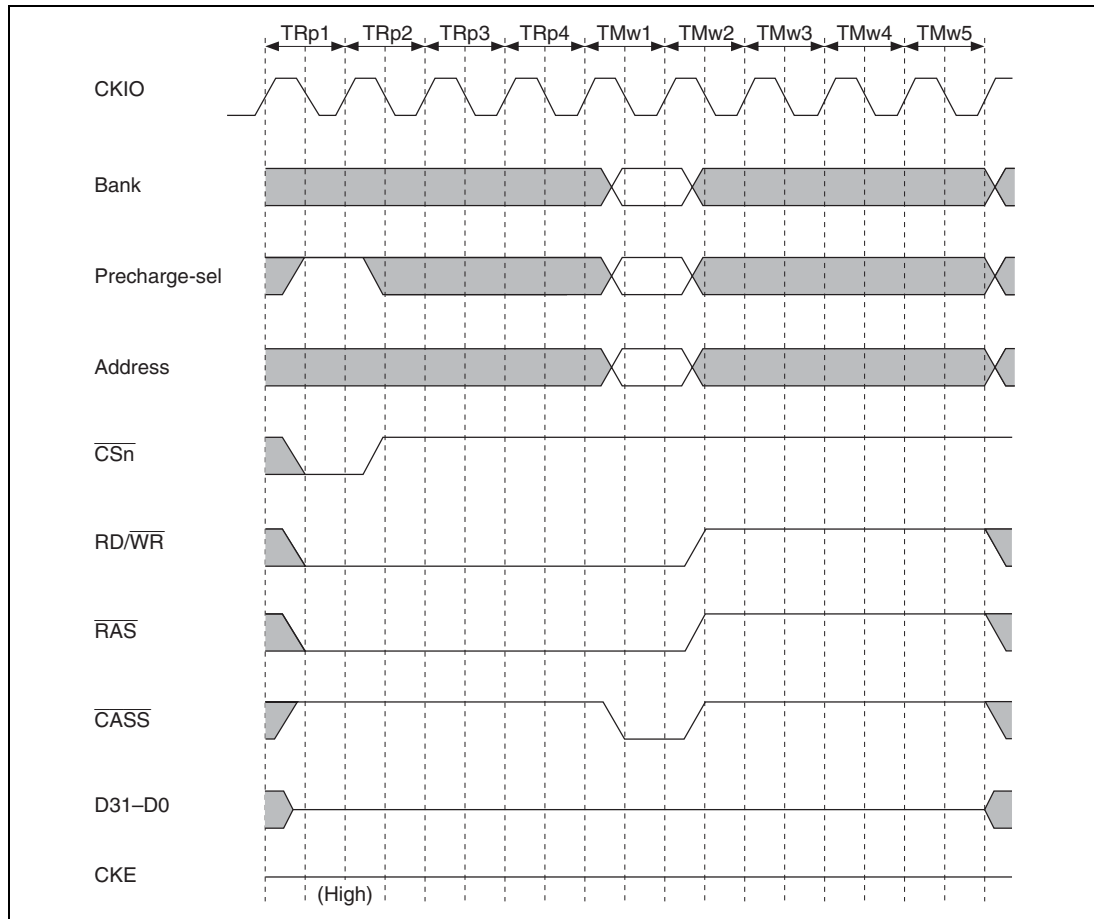 TRp1 TRp2 TRp3 TRp4 TMw1 TMw2 TMw3 TMw4 TMw5
CKIO
Bank
Precharge-sel
Address
CSn
RD/WR
RAS
CASS
D31–D0
CKE
(High)